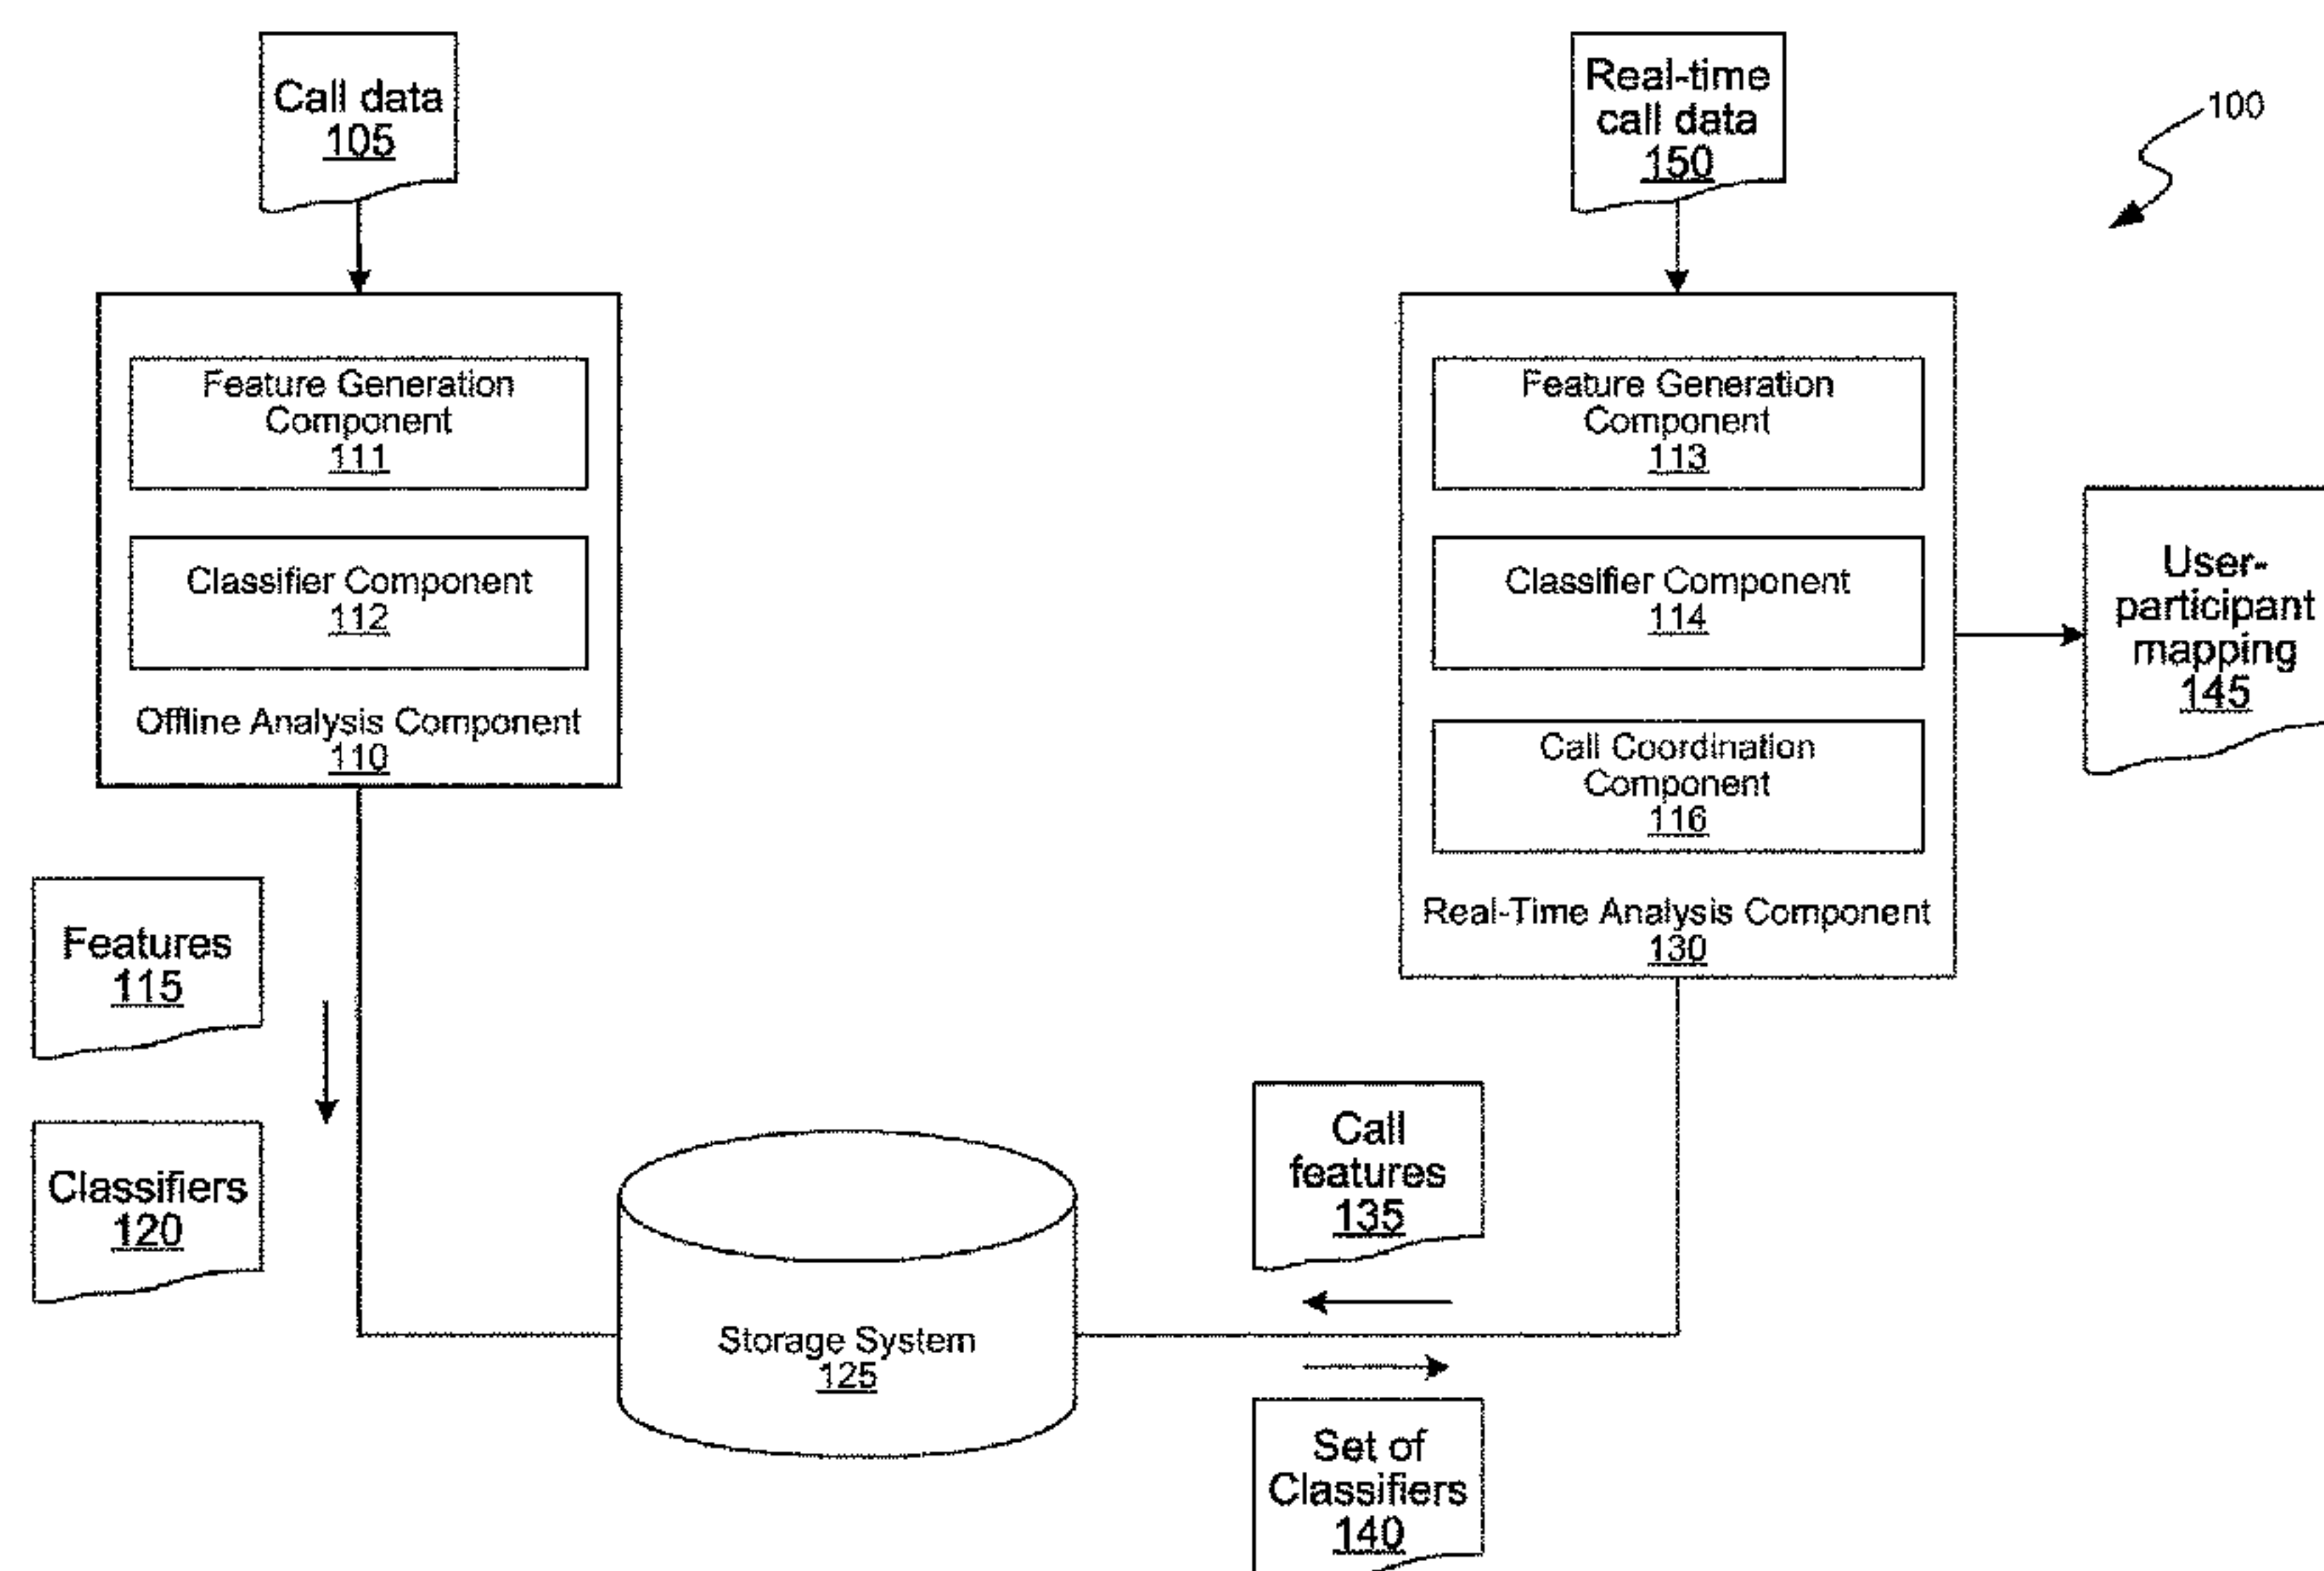 Call data
105
Real-time
call data
150
100
Feature Generation
Component
111
Classifier Component
112
Offline Analysis Component
110
Feature Generation
Component
113
Classifier Component
114
Call Coordination
Component
116
Real-Time Analysis Component
130
User-
participant
mapping
145
Features
115
Classifiers
120
Storage System
125
Call
features
135
Set of
Classifiers
140